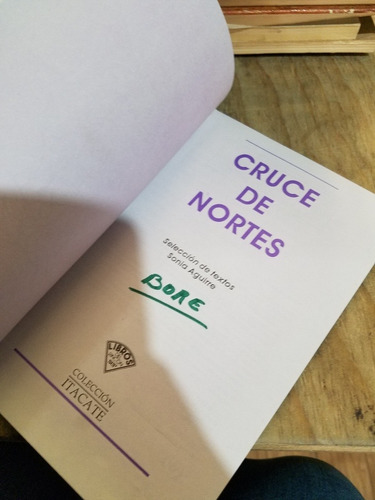 CRUCE
DE
NORTES
Selección de textos
Sonia Aguirre
BORE
LIBROS
COLECCIÓN
ITACATE